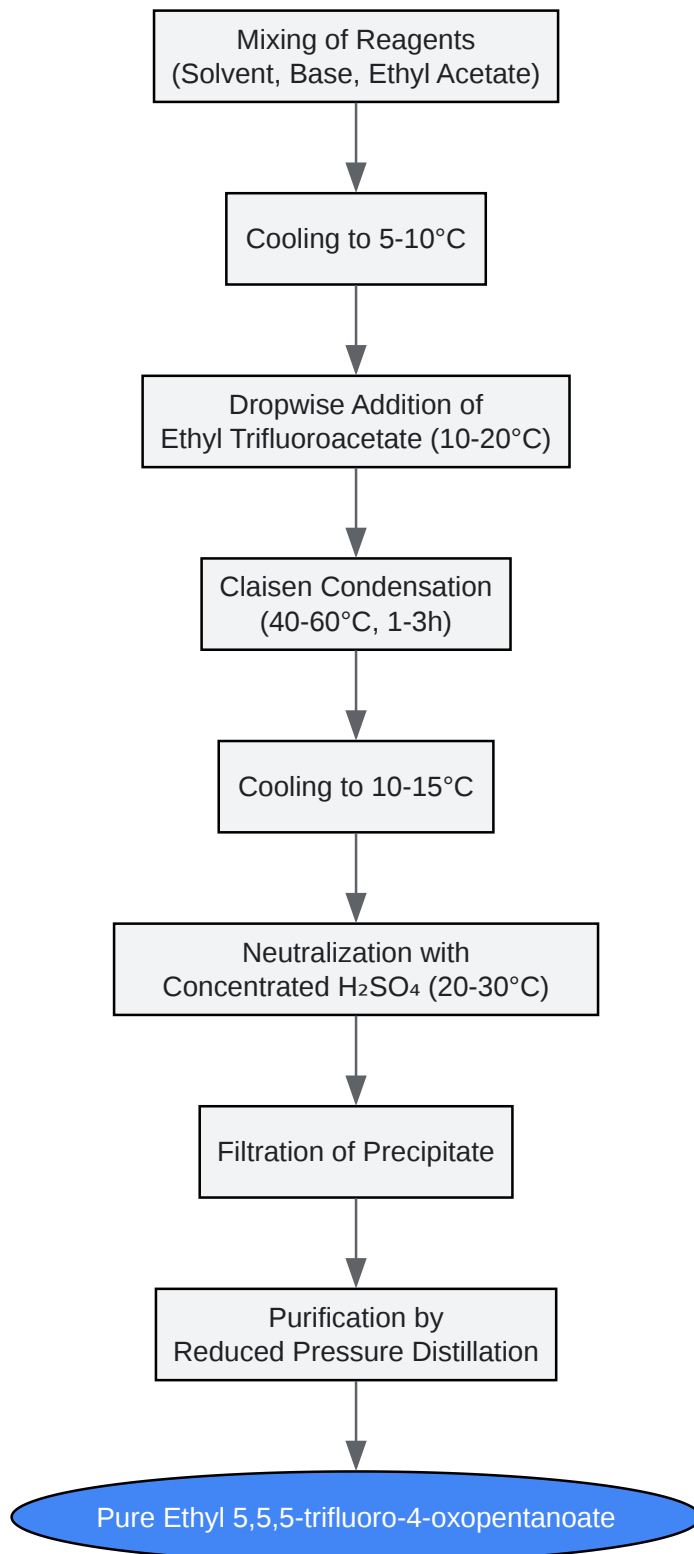 Mixing of Reagents
(Solvent, Base, Ethyl Acetate)
Cooling to 5-10°C
Dropwise Addition of
Ethyl Trifluoroacetate (10-20°C)
Claisen Condensation
(40-60°C, 1-3h)
Cooling to 10-15°C
Neutralization with
Concentrated H₂SO₄ (20-30°C)
Filtration of Precipitate
Purification by
Reduced Pressure Distillation
Pure Ethyl 5,5,5-trifluoro-4-oxopentanoate